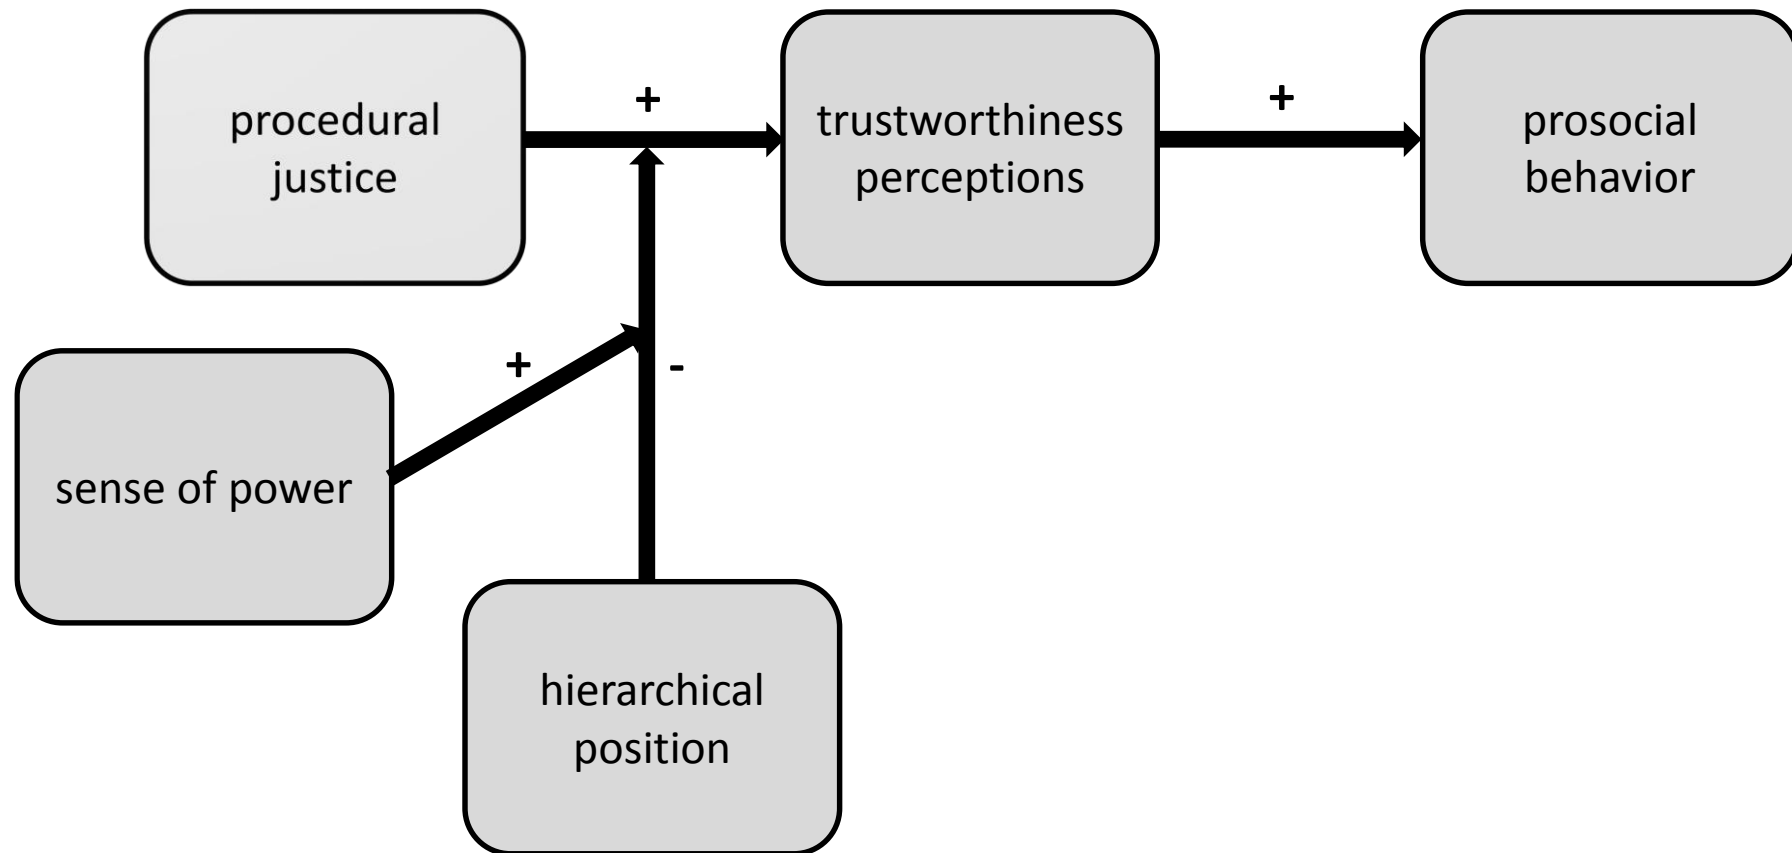 procedural
justice
+
trustworthiness
perceptions
+
prosocial
behavior
sense of power
+
-
hierarchical
position